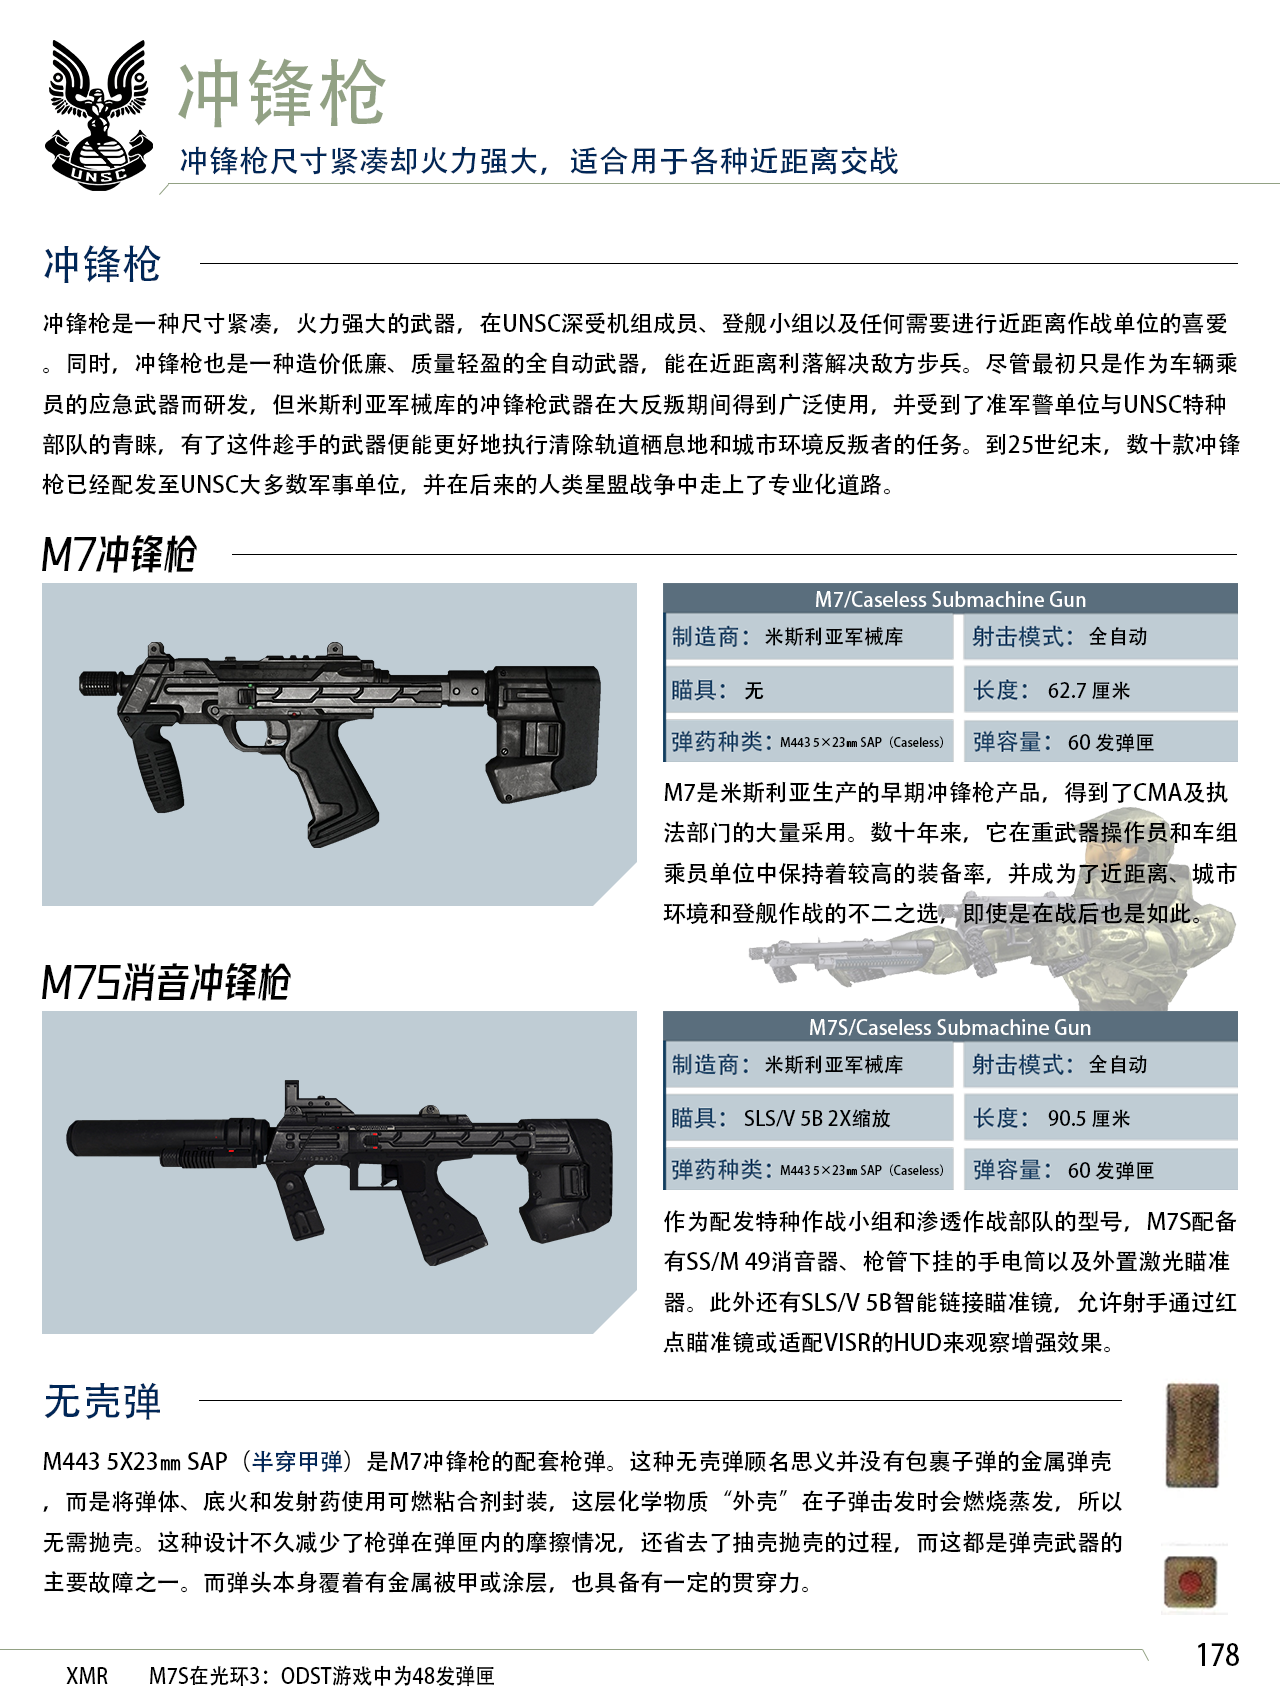 UNSC
冲锋枪
冲锋枪尺寸紧凑却火力强大，适合用于各种近距离交战
冲锋枪
冲锋枪是一种尺寸紧凑，火力强大的武器，在UNSC深受机组成员、登舰小组以及任何需要进行近距离作战单位的喜爱
。同时，冲锋枪也是一种造价低廉、质量轻盈的全自动武器，能在近距离利落解决敌方步兵。尽管最初只是作为车辆乘
员的应急武器而研发，但米斯利亚军械库的冲锋枪武器在大反叛期间得到广泛使用，并受到了准军警单位与UNSC特种
部队的青睐，有了这件趁手的武器便能更好地执行清除轨道栖息地和城市环境反叛者的任务。到25世纪末，数十款冲锋
枪已经配发至UNSC大多数军事单位，并在后来的人类星盟战争中走上了专业化道路。
M7冲锋枪
M7/Caseless Submachine Gun
制造商：米斯利亚军械库 射击模式：全自动
瞄具：无 长度：62.7 厘米
弹药种类：M443 5×23㎜ SAP（Caseless） 弹容量：60 发弹匣
M7是米斯利亚生产的早期冲锋枪产品，得到了CMA及执
法部门的大量采用。数十年来，它在重武器操作员和车组
乘员单位中保持着较高的装备率，并成为了近距离、城市
环境和登舰作战的不二之选，即使是在战后也是如此。
M7S消音冲锋枪
M7S/Caseless Submachine Gun
制造商：米斯利亚军械库 射击模式：全自动
瞄具：SLS/V 5B 2X缩放 长度：90.5 厘米
弹药种类：M443 5×23㎜ SAP（Caseless） 弹容量：60 发弹匣
作为配发特种作战小组和渗透作战部队的型号，M7S配备
有SS/M 49消音器、枪管下挂的手电筒以及外置激光瞄准
器。此外还有SLS/V 5B智能链接瞄准镜，允许射手通过红
点瞄准镜或适配VISR的HUD来观察增强效果。
无壳弹
M443 5X23㎜ SAP（半穿甲弹）是M7冲锋枪的配套枪弹。这种无壳弹顾名思义并没有包裹子弹的金属弹壳
，而是将弹体、底火和发射药使用可燃粘合剂封装，这层化学物质“外壳”在子弹击发时会燃烧蒸发，所以
无需抛壳。这种设计不久减少了枪弹在弹匣内的摩擦情况，还省去了抽壳抛壳的过程，而这都是弹壳武器的
主要故障之一。而弹头本身覆着有金属被甲或涂层，也具备有一定的贯穿力。
178
XMR M7S在光环3：ODST游戏中为48发弹匣